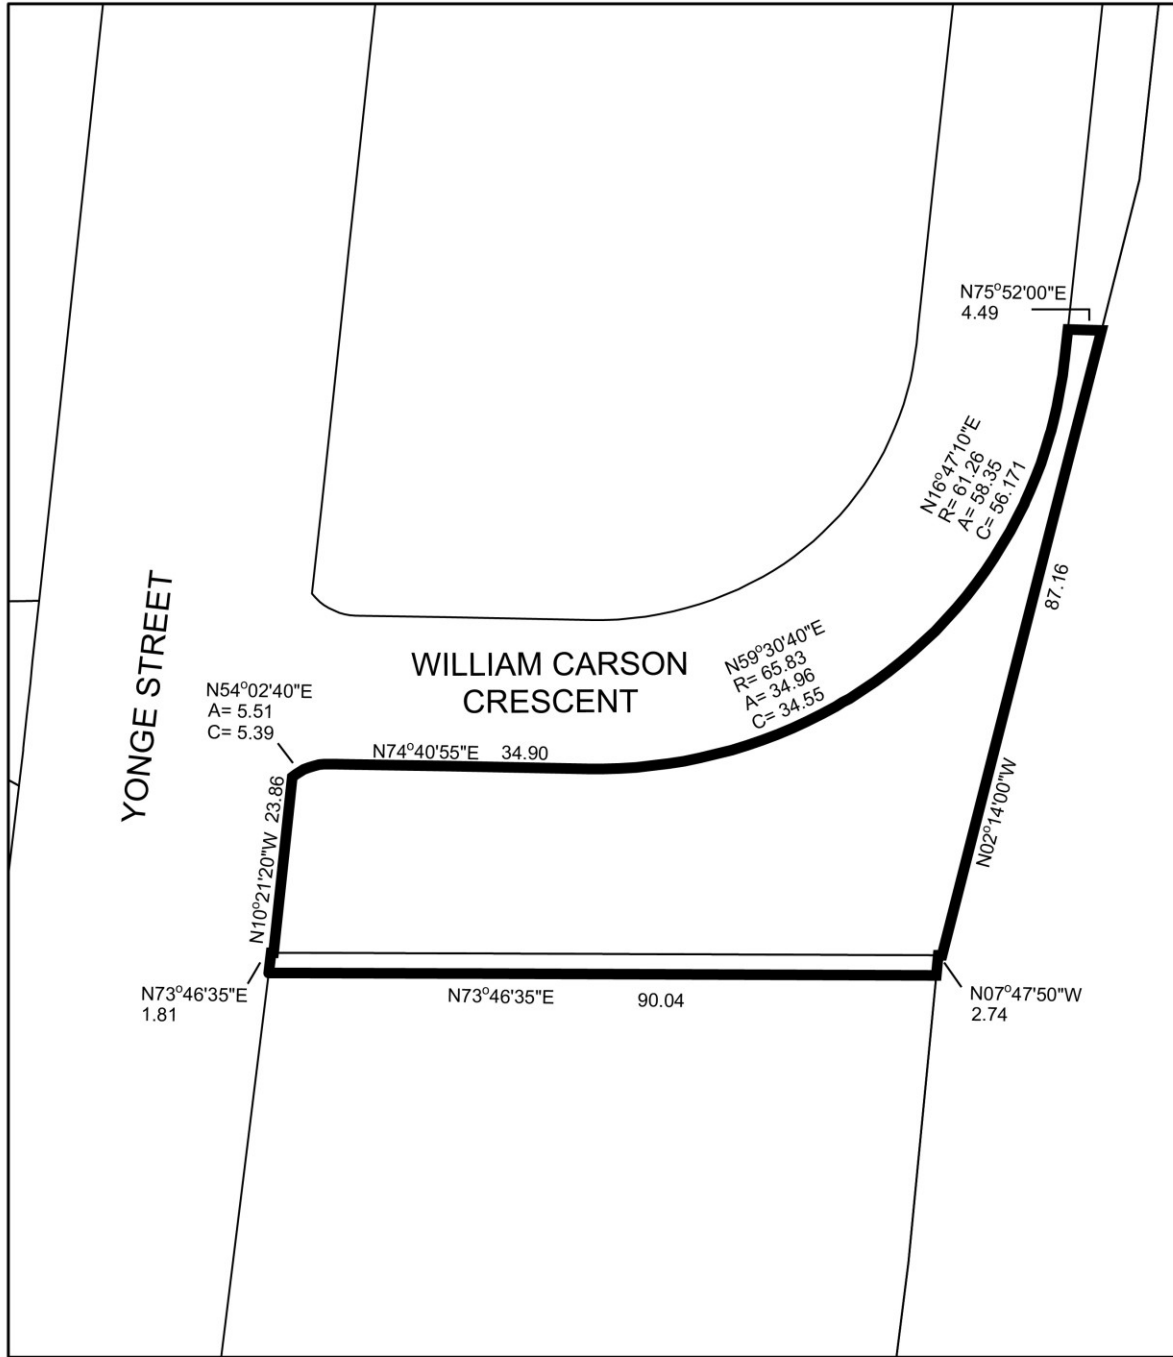 N75°52'00"E
4.49
N16°47'10"E
R= 61.26
A= 58.35
C= 56.171
87.16
YONGE STREET
WILLIAM CARSON
CRESCENT
N59°30'40"E
R= 65.83
A= 34.96
C= 34.55
N54°02'40"E
A= 5.51
C= 5.39
N74°40'55"E 34.90
N10°21'20"W 23.86
N02°14'00"W
N73°46'35"E
1.81
N73°46'35"E 90.04
N07°47'50"W
2.74